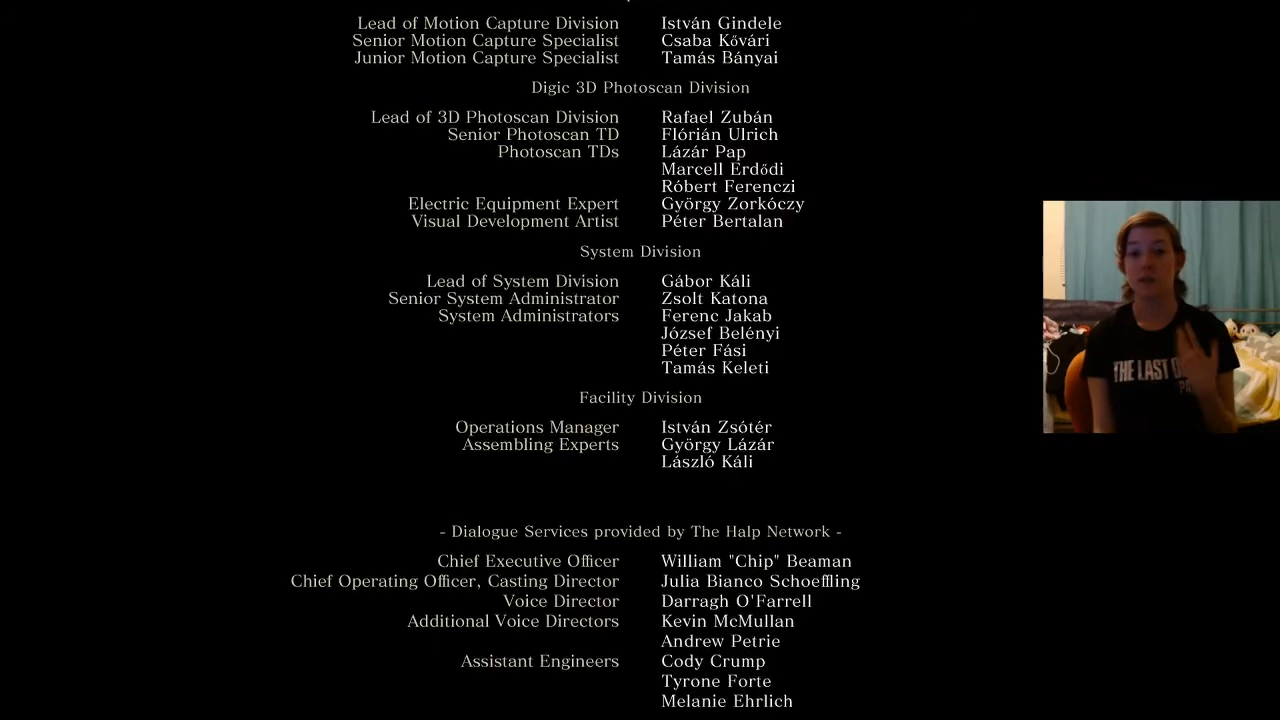 Lead of Motion Capture Division István Gindele
Senior Motion Capture Specialist Csaba Kővári
Junior Motion Capture Specialist Tamás Bányai
Digic 3D Photoscan Division
Lead of 3D Photoscan Division Rafael Zubán
Senior Photoscan TD Flórián Ulrich
Photoscan TDs Lázár Pap
Marcell Erdődi
Róbert Ferenczi
Electric Equipment Expert György Zorkóczy
Visual Development Artist Péter Bertalan
System Division
Lead of System Division Gábor Káli
Senior System Administrator Zsolt Katona
System Administrators Ferenc Jakab
József Belényi
Péter Fási
Tamás Keleti
Facility Division
Operations Manager István Zsótér
Assembling Experts György Lázár
László Káli
- Dialogue Services provided by The Halp Network -
Chief Executive Officer William "Chip" Beaman
Chief Operating Officer, Casting Director Julia Bianco Schoeffling
Voice Director Darragh O'Farrell
Additional Voice Directors Kevin McMullan
Andrew Petrie
Assistant Engineers Cody Crump
Tyrone Forte
Melanie Ehrlich
THE LAST